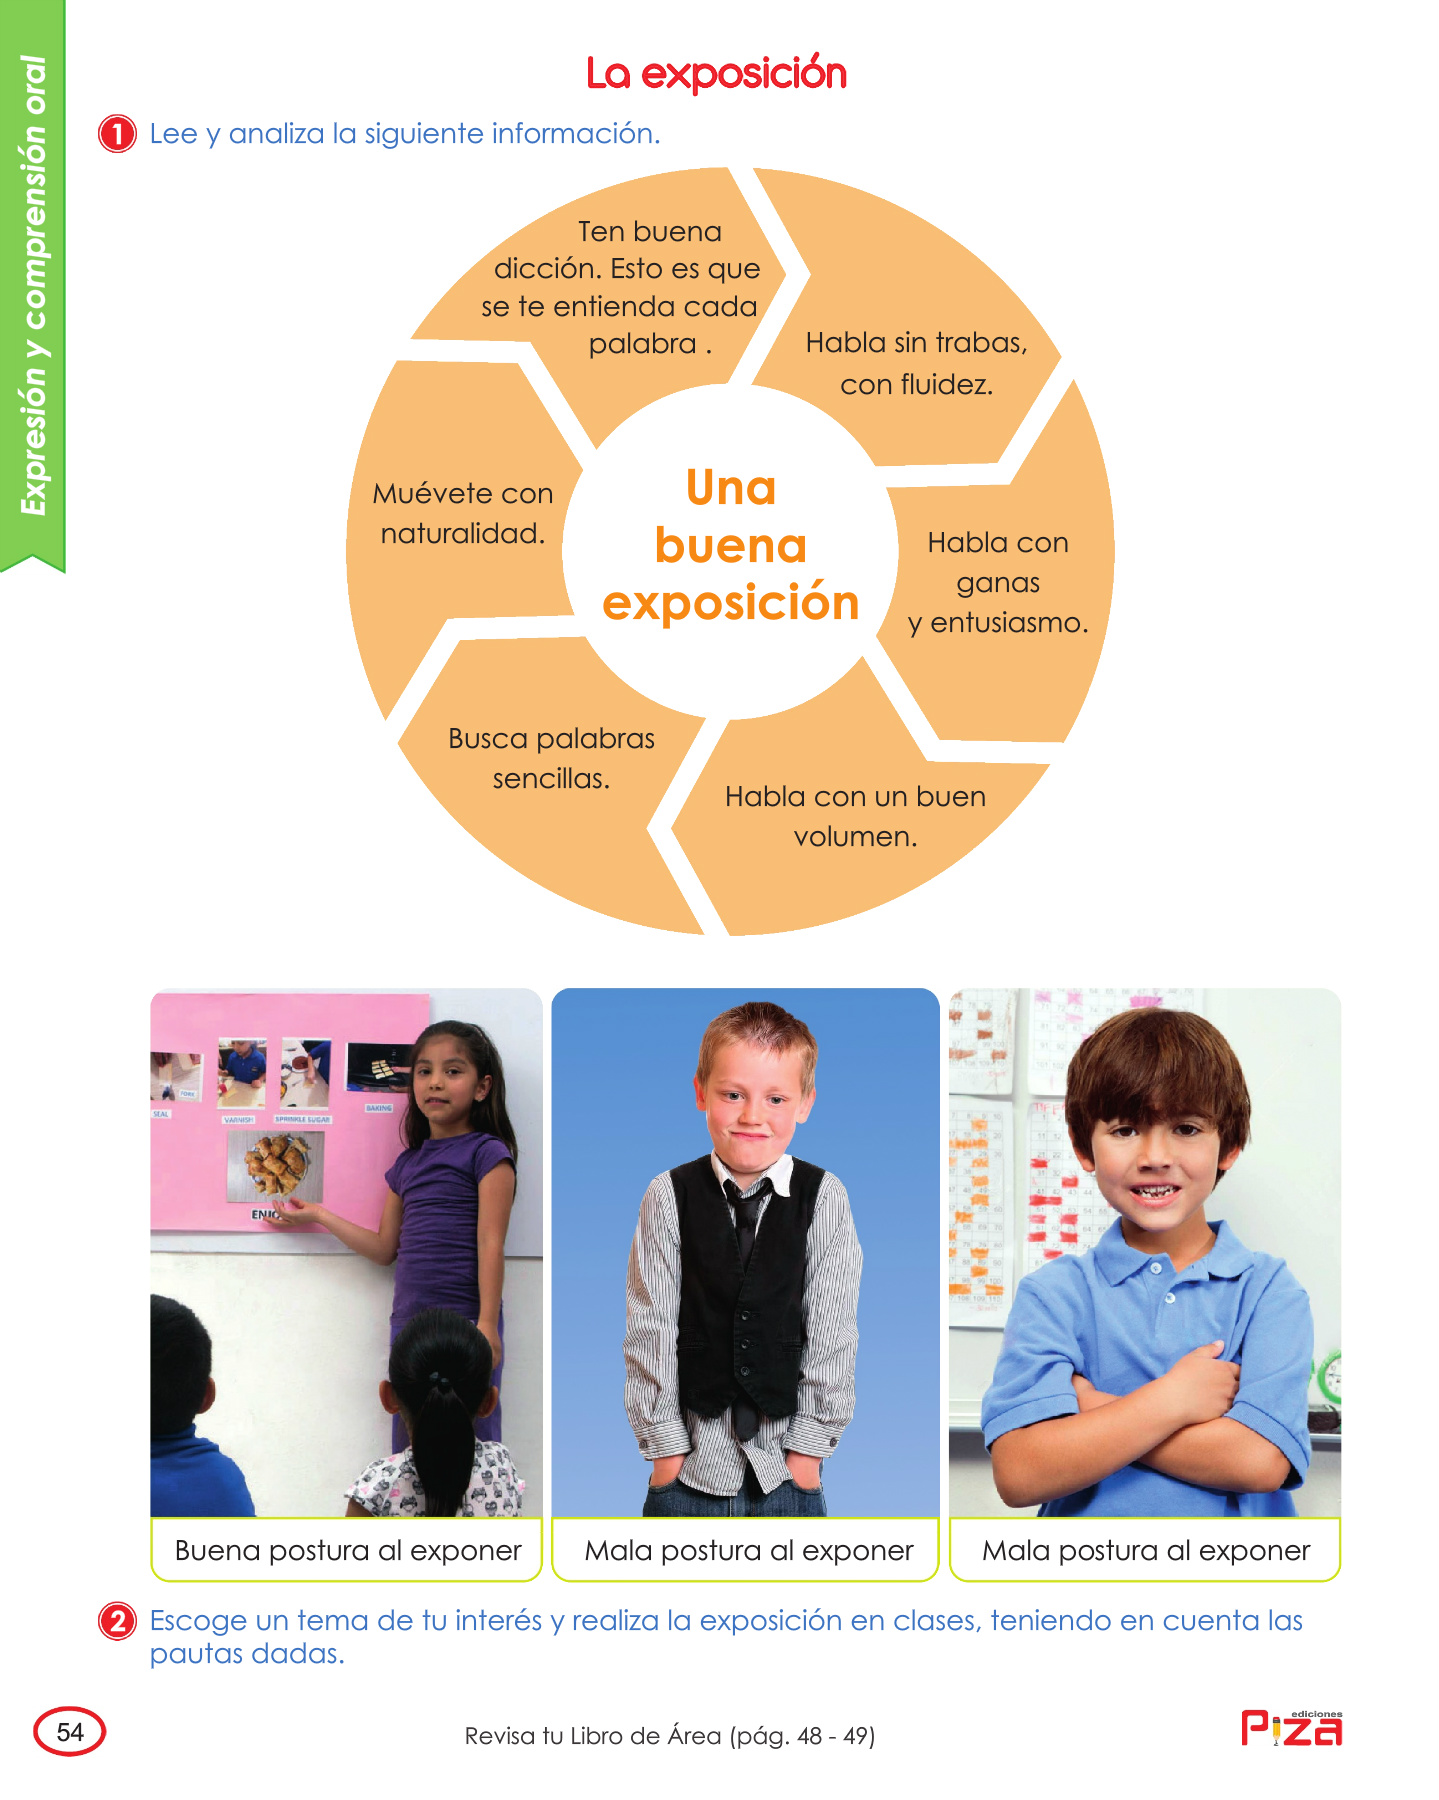 Expresión y comprensión oral
La exposición
1 Lee y analiza la siguiente información.
Ten buena
dicción. Esto es que
se te entienda cada
palabra .
Habla sin trabas,
con fluidez.
Muévete con
naturalidad.
Una
buena
exposición
Habla con
ganas
y entusiasmo.
Busca palabras
sencillas.
Habla con un buen
volumen.
FORK
SEAL
VARNISH
SPRINKLE SUGAR
BAKING
Buena postura al exponer
Mala postura al exponer
Mala postura al exponer
2 Escoge un tema de tu interés y realiza la exposición en clases, teniendo en cuenta las
pautas dadas.
54
Revisa tu Libro de Área (pág. 48 - 49)
ediciones
PIZA